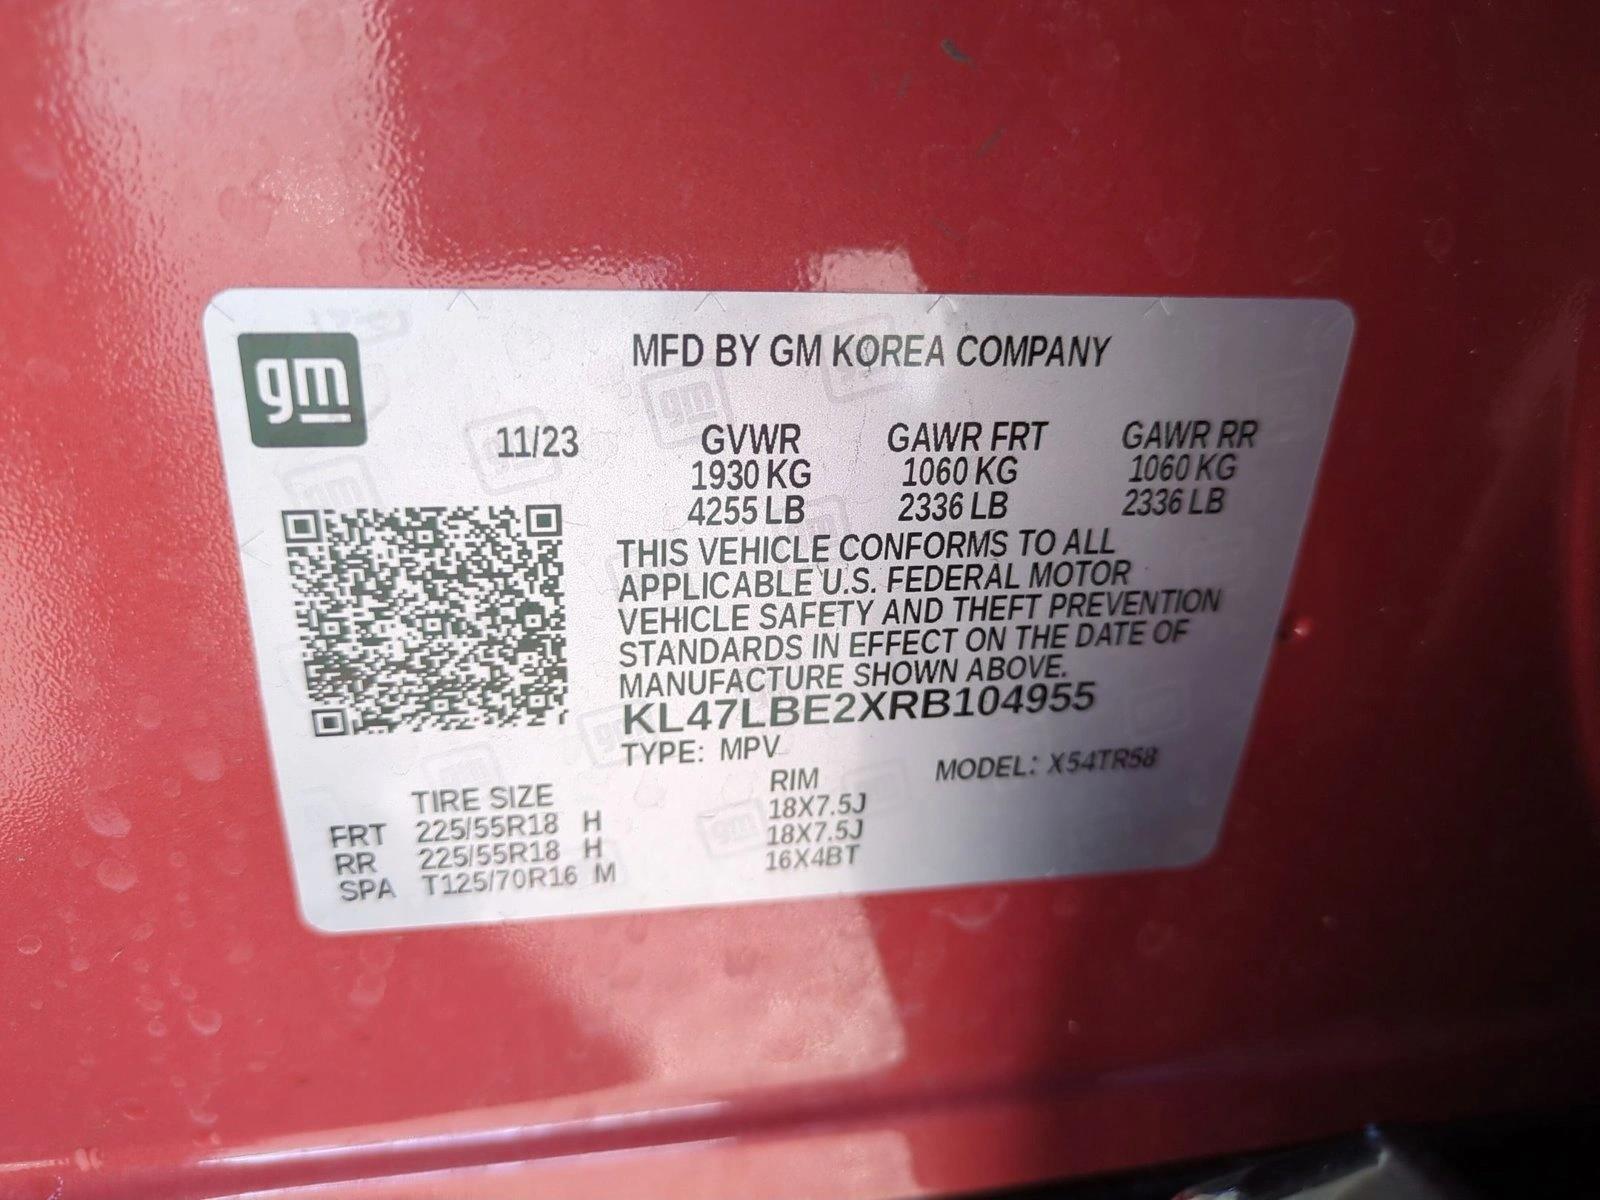 gm
MFD BY GM KOREA COMPANY
11/23 GVWR GAWR FRT GAWR RR
1930 KG 1060 KG 1060 KG
4255 LB 2336 LB 2336 LB
THIS VEHICLE CONFORMS TO ALL
APPLICABLE U.S. FEDERAL MOTOR
VEHICLE SAFETY AND THEFT PREVENTION
STANDARDS IN EFFECT ON THE DATE OF
MANUFACTURE SHOWN ABOVE.
KL47LBE2XRB104955
TYPE: MPV MODEL: X54TR58
TIRE SIZE RIM
FRT 225/55R18 H 18X7.5J
RR 225/55R18 H 18X7.5J
SPA T125/70R16 M 16X4BT